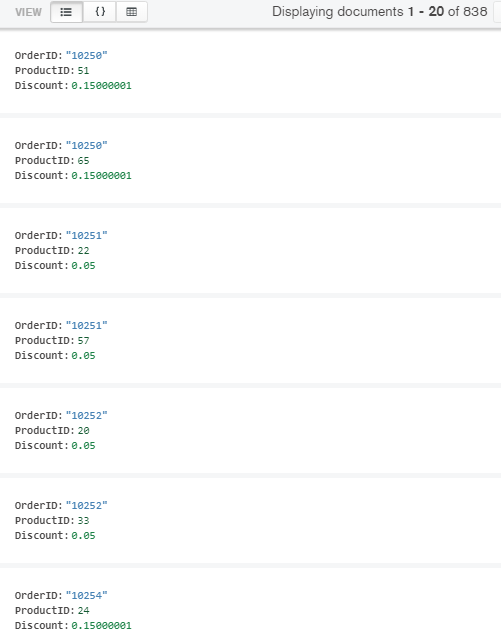 VIEW { } Displaying documents 1 - 20 of 838
OrderID: "10250"
ProductID: 51
Discount: 0.15000001
OrderID: "10250"
ProductID: 65
Discount: 0.15000001
OrderID: "10251"
ProductID: 22
Discount: 0.05
OrderID: "10251"
ProductID: 57
Discount: 0.05
OrderID: "10252"
ProductID: 20
Discount: 0.05
OrderID: "10252"
ProductID: 33
Discount: 0.05
OrderID: "10254"
ProductID: 24
Discount: 0.15000001